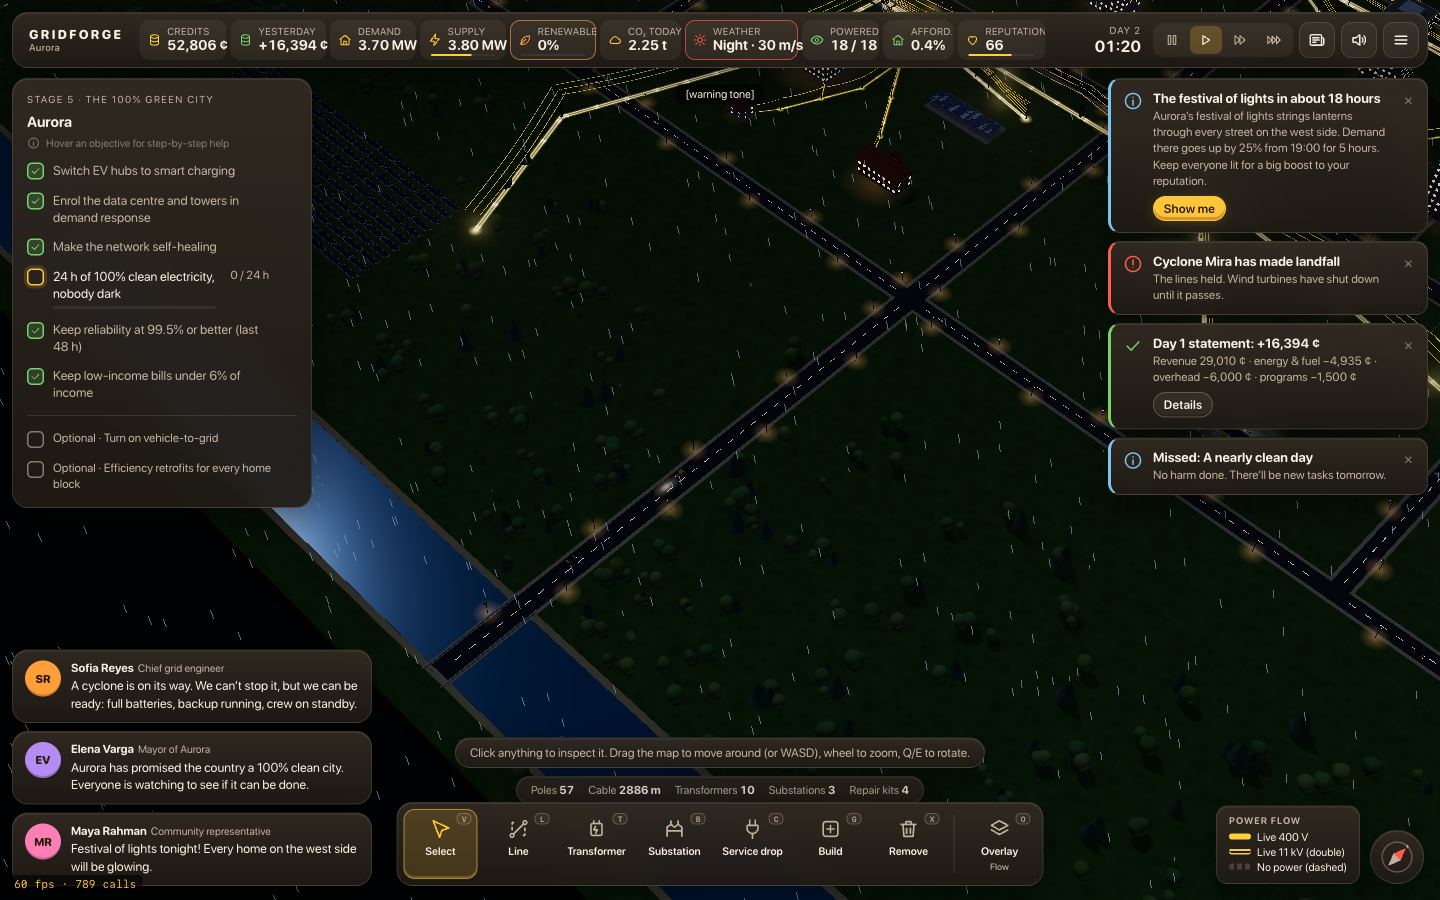 GRIDFORGE
Aurora
CREDITS
52,806 ¢
YESTERDAY
+16,394 ¢
DEMAND
3.70 MW
SUPPLY
3.80 MW
RENEWABLE
0%
CO₂ TODAY
2.25 t
WEATHER
Night · 30 m/s
POWERED
18 / 18
AFFORD.
0.4%
REPUTATION
66
DAY 2
01:20
STAGE 5 · THE 100% GREEN CITY
Aurora
Hover an objective for step-by-step help
Switch EV hubs to smart charging
Enrol the data centre and towers in
demand response
Make the network self-healing
24 h of 100% clean electricity,
nobody dark
0 / 24 h
Keep reliability at 99.5% or better (last
48 h)
Keep low-income bills under 6% of
income
Optional · Turn on vehicle-to-grid
Optional · Efficiency retrofits for every home
block
[warning tone]
The festival of lights in about 18 hours
Aurora's festival of lights strings lanterns
through every street on the west side. Demand
there goes up by 25% from 19:00 for 5 hours.
Keep everyone lit for a big boost to your
reputation.
Show me
Cyclone Mira has made landfall
The lines held. Wind turbines have shut down
until it passes.
Day 1 statement: +16,394 ¢
Revenue 29,010 ¢ · energy & fuel −4,935 ¢ ·
overhead −6,000 ¢ · programs −1,500 ¢
Details
Missed: A nearly clean day
No harm done. There'll be new tasks tomorrow.
SR
Sofia Reyes Chief grid engineer
A cyclone is on its way. We can't stop it, but we can be
ready: full batteries, backup running, crew on standby.
EV
Elena Varga Mayor of Aurora
Aurora has promised the country a 100% clean city.
Everyone is watching to see if it can be done.
MR
Maya Rahman Community representative
Festival of lights tonight! Every home on the west side
will be glowing.
60 fps · 789 calls
Click anything to inspect it. Drag the map to move around (or WASD), wheel to zoom, Q/E to rotate.
Poles 57 Cable 2886 m Transformers 10 Substations 3 Repair kits 4
V
Select
L
Line
T
Transformer
B
Substation
C
Service drop
G
Build
X
Remove
O
Overlay
Flow
POWER FLOW
Live 400 V
Live 11 kV (double)
No power (dashed)